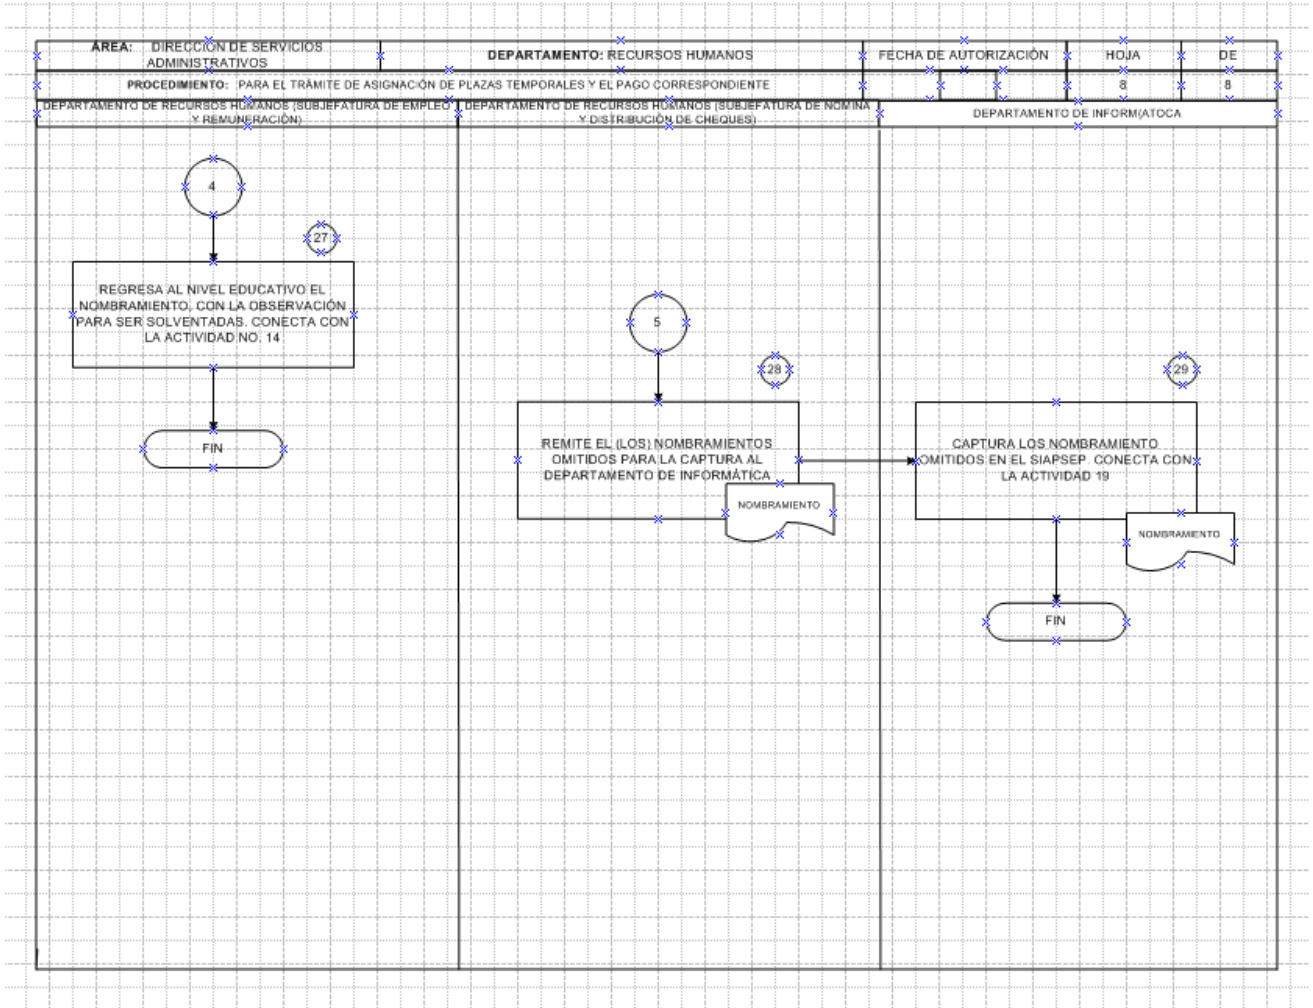 ÁREA: DIRECCIÓN DE SERVICIOS
ADMINISTRATIVOS
DEPARTAMENTO: RECURSOS HUMANOS
FECHA DE AUTORIZACIÓN
HOJA
DE
PROCEDIMIENTO: PARA EL TRÁMITE DE ASIGNACIÓN DE PLAZAS TEMPORALES Y EL PAGO CORRESPONDIENTE
8
8
DEPARTAMENTO DE RECURSOS HUMANOS (SUBJEFATURA DE EMPLEO
Y REMUNERACIÓN)
DEPARTAMENTO DE RECURSOS HUMANOS (SUBJEFATURA DE NOMINA
Y DISTRIBUCIÓN DE CHEQUES)
DEPARTAMENTO DE INFORM(ATOCA
4
27
REGRESA AL NIVEL EDUCATIVO EL
NOMBRAMIENTO, CON LA OBSERVACIÓN
PARA SER SOLVENTADAS. CONECTA CON
LA ACTIVIDAD NO. 14
FIN
5
28
REMITE EL (LOS) NOMBRAMIENTOS
OMITIDOS PARA LA CAPTURA AL
DEPARTAMENTO DE INFORMÁTICA
NOMBRAMIENTO
29
CAPTURA LOS NOMBRAMIENTO
OMITIDOS EN EL SIAPSEP. CONECTA CON
LA ACTIVIDAD 19
NOMBRAMIENTO
FIN